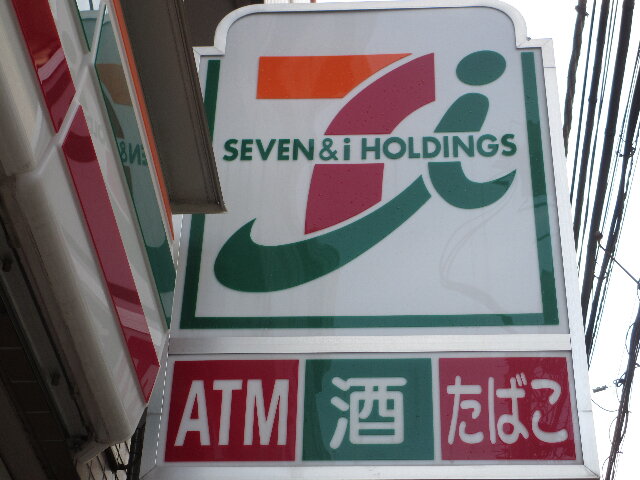 SEVEN & i HOLDINGS
ATM 酒 たばこ